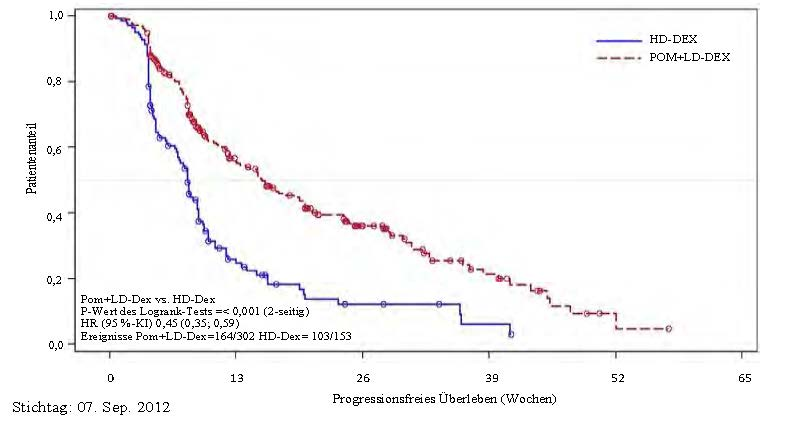 1,0
0,8
0,6
0,4
0,2
0,0
Patientenanteil
HD-DEX
POM+LD-DEX
Pom+LD-Dex vs. HD-Dex
P-Wert des Logrank-Tests =< 0,001 (2-seitig)
HR (95 %-KI) 0,45 (0,35; 0,59)
Ereignisse Pom+LD-Dex=164/302 HD-Dex= 103/153
0 13 26 39 52 65
Progressionsfreies Überleben (Wochen)
Stichtag: 07. Sep. 2012